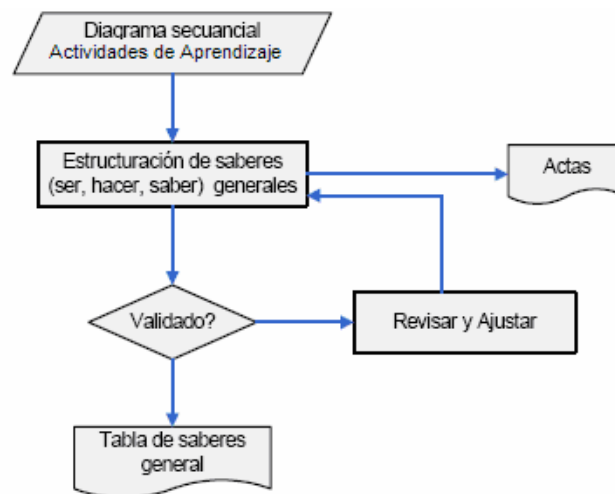 Diagrama secuancial
Actividades de Aprendizaje
Estructuración de saberes
(ser, hacer, saber) generales
Actas
Validado?
Revisar y Ajustar
Tabla de saberes
general